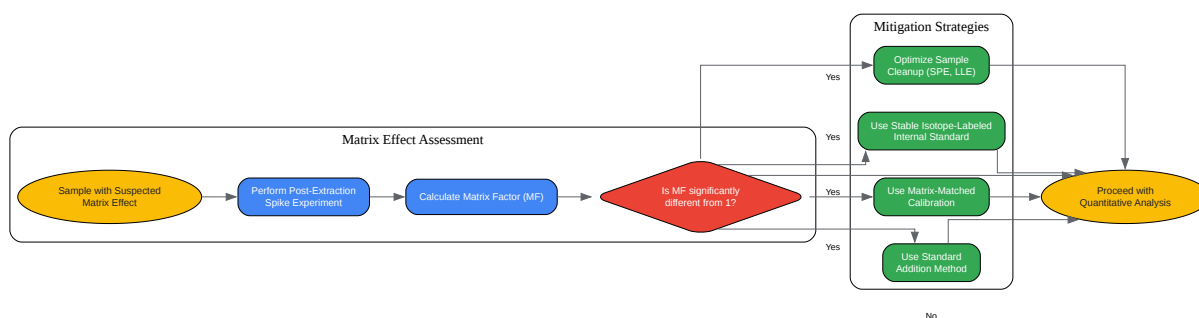 Mitigation Strategies
Optimize Sample
Cleanup (SPE, LLE)
Yes
Use Stable Isotope-Labeled
Internal Standard
Yes
Matrix Effect Assessment
Sample with Suspected
Matrix Effect
Perform Post-Extraction
Spike Experiment
Calculate Matrix Factor (MF)
Is MF significantly
different from 1?
Yes
Use Matrix-Matched
Calibration
Proceed with
Quantitative Analysis
Yes
Use Standard
Addition Method
No